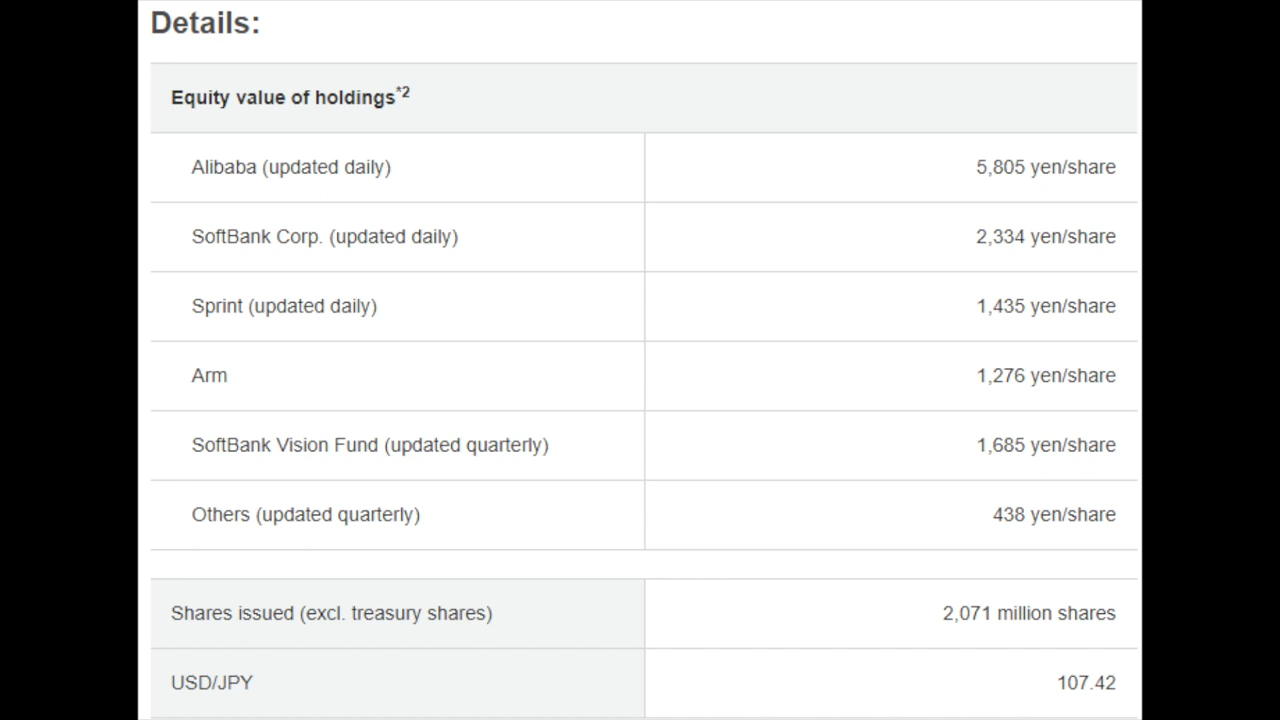 Details:
Equity value of holdings*2
Alibaba (updated daily) 5,805 yen/share
SoftBank Corp. (updated daily) 2,334 yen/share
Sprint (updated daily) 1,435 yen/share
Arm 1,276 yen/share
SoftBank Vision Fund (updated quarterly) 1,685 yen/share
Others (updated quarterly) 438 yen/share
Shares issued (excl. treasury shares) 2,071 million shares
USD/JPY 107.42